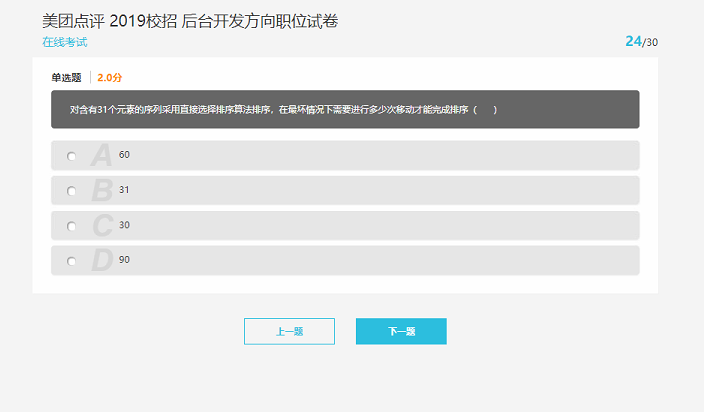 美团点评 2019校招 后台开发方向职位试卷
在线考试
24/30
单选题 2.0分
对含有31个元素的序列采用直接选择排序算法排序，在最坏情况下需要进行多少次移动才能完成排序（ ）
A 60
B 31
C 30
D 90
上一题 下一题